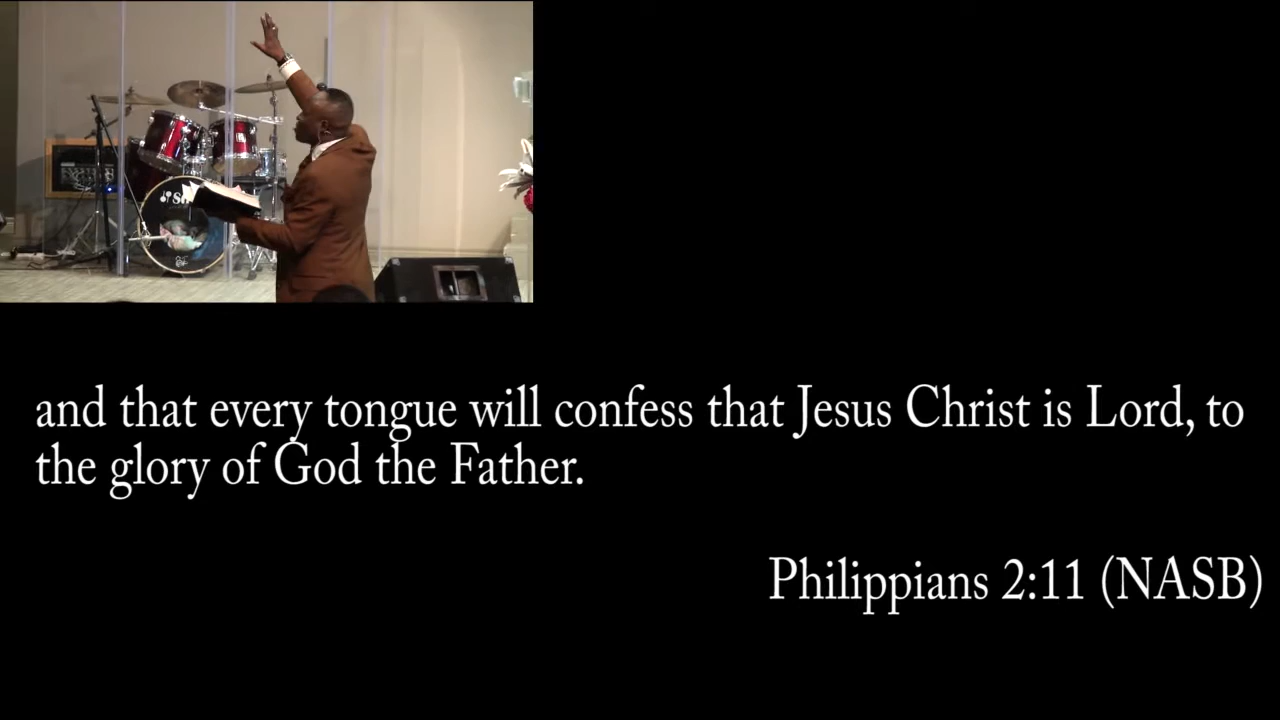 and that every tongue will confess that Jesus Christ is Lord, to
the glory of God the Father.
Philippians 2:11 (NASB)